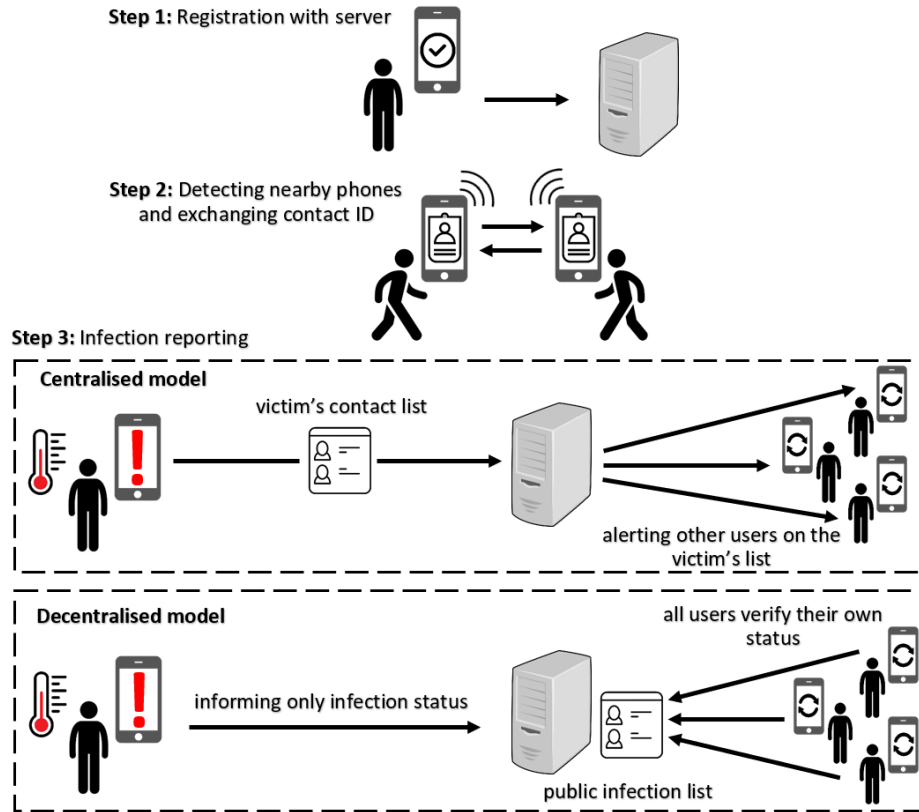 Step 1: Registration with server
Step 2: Detecting nearby phones
and exchanging contact ID
Step 3: Infection reporting
Centralised model
victim's contact list
alerting other users on the
victim's list
Decentralised model
all users verify their own
status
informing only infection status
public infection list